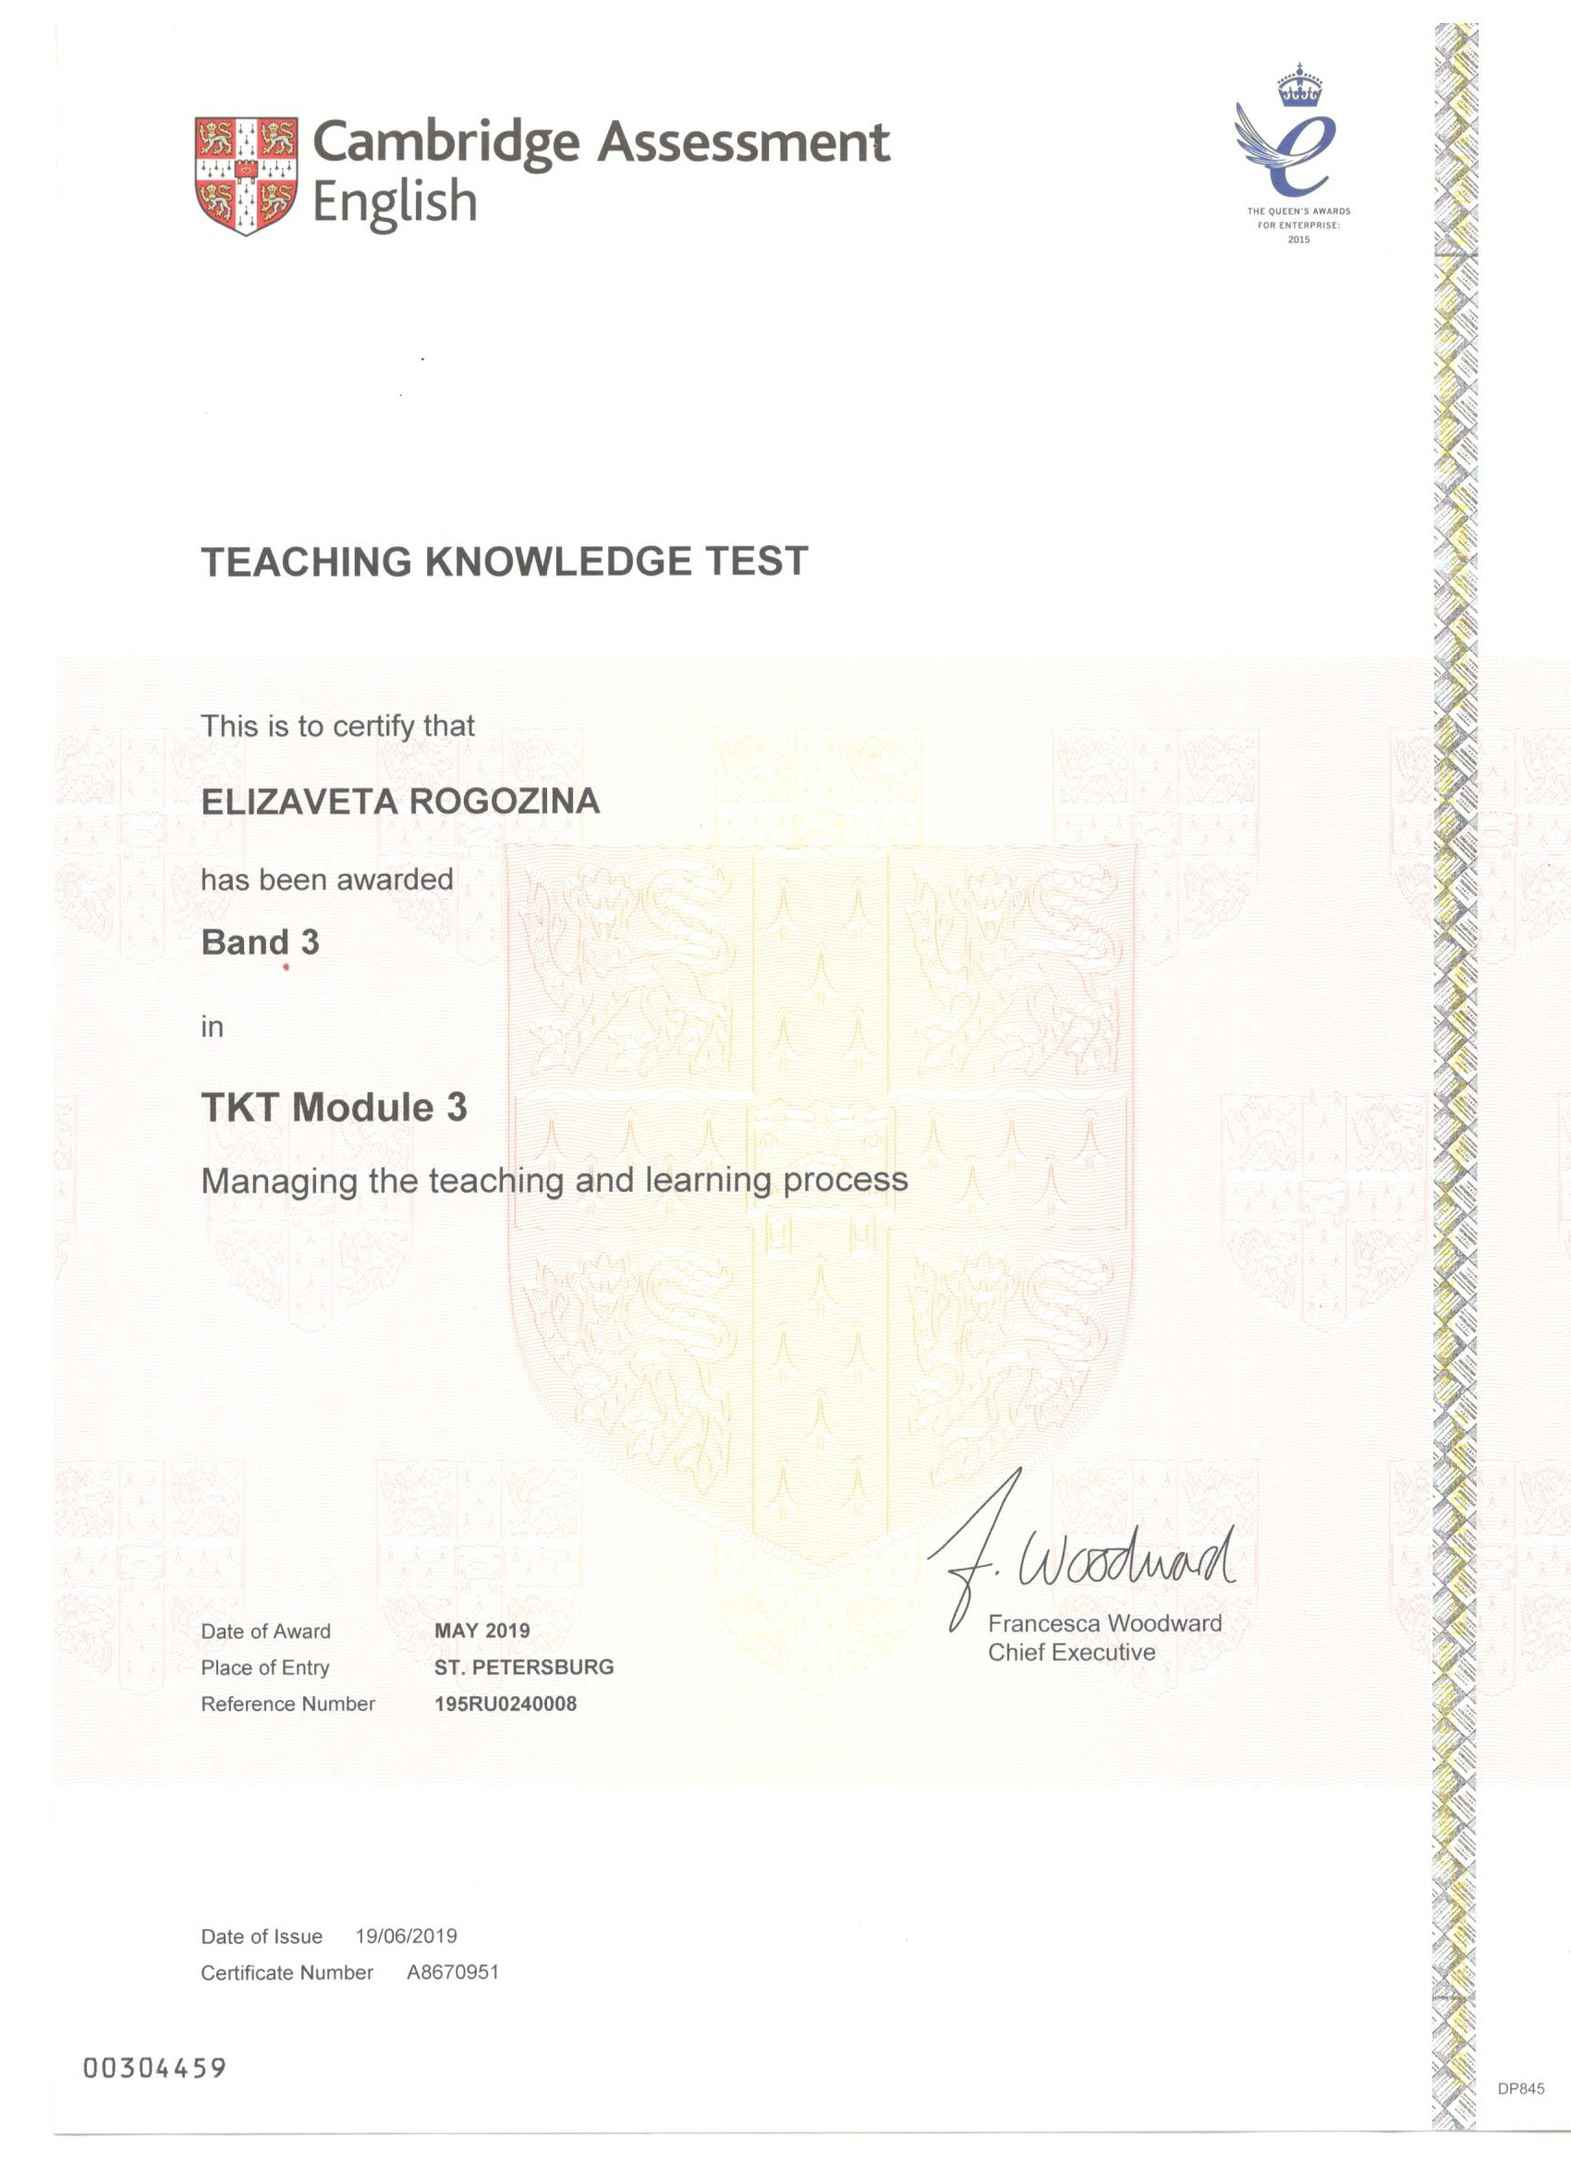 Cambridge Assessment
English
THE QUEEN'S AWARDS
FOR ENTERPRISE:
2015
TEACHING KNOWLEDGE TEST
This is to certify that
ELIZAVETA ROGOZINA
has been awarded
Band 3
in
TKT Module 3
Managing the teaching and learning process
F. Woodward
Francesca Woodward
Chief Executive
Date of Award MAY 2019
Place of Entry ST. PETERSBURG
Reference Number 195RU0240008
Date of Issue 19/06/2019
Certificate Number A8670951
00304459
DP845